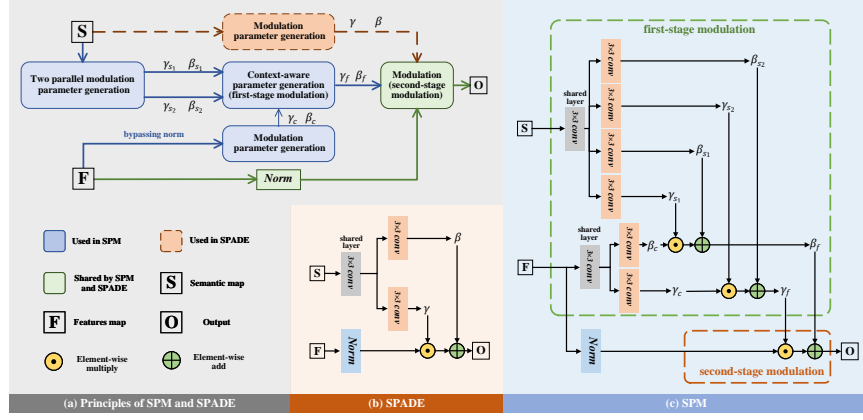 S
Modulation
parameter generation
γ β
Two parallel modulation
parameter generation
γs1 βs1
γs2 βs2
Context-aware
parameter generation
(first-stage modulation)
γf βf
Modulation
(second-stage
modulation)
O
γc βc
bypassing norm
Modulation
parameter generation
F
Norm
Used in SPM
Used in SPADE
Shared by SPM
and SPADE
S
Semantic map
F
Features map
O
Output
Element-wise
multiply
Element-wise
add
(a) Principles of SPM and SPADE
S
shared
layer
3×3 conv
3×3 conv
β
3×3 conv
γ
F
Norm
O
(b) SPADE
first-stage modulation
S
shared
layer
3×3 conv
3×3 conv
βs2
3×3 conv
γs2
3×3 conv
βs1
3×3 conv
γs1
F
shared
layer
3×3 conv
3×3 conv
βc
βf
3×3 conv
γc
γf
Norm
O
second-stage modulation
(c) SPM